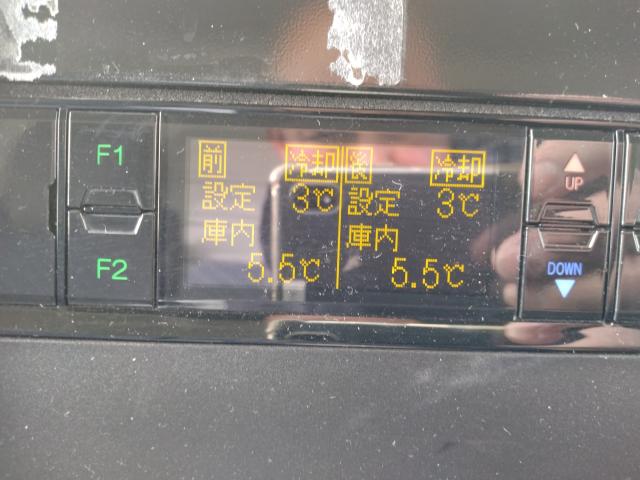 F1
F2
前 冷却
設定 3℃
庫内
5.5℃
後 冷却
設定 3℃
庫内
5.5℃
UP
DOWN